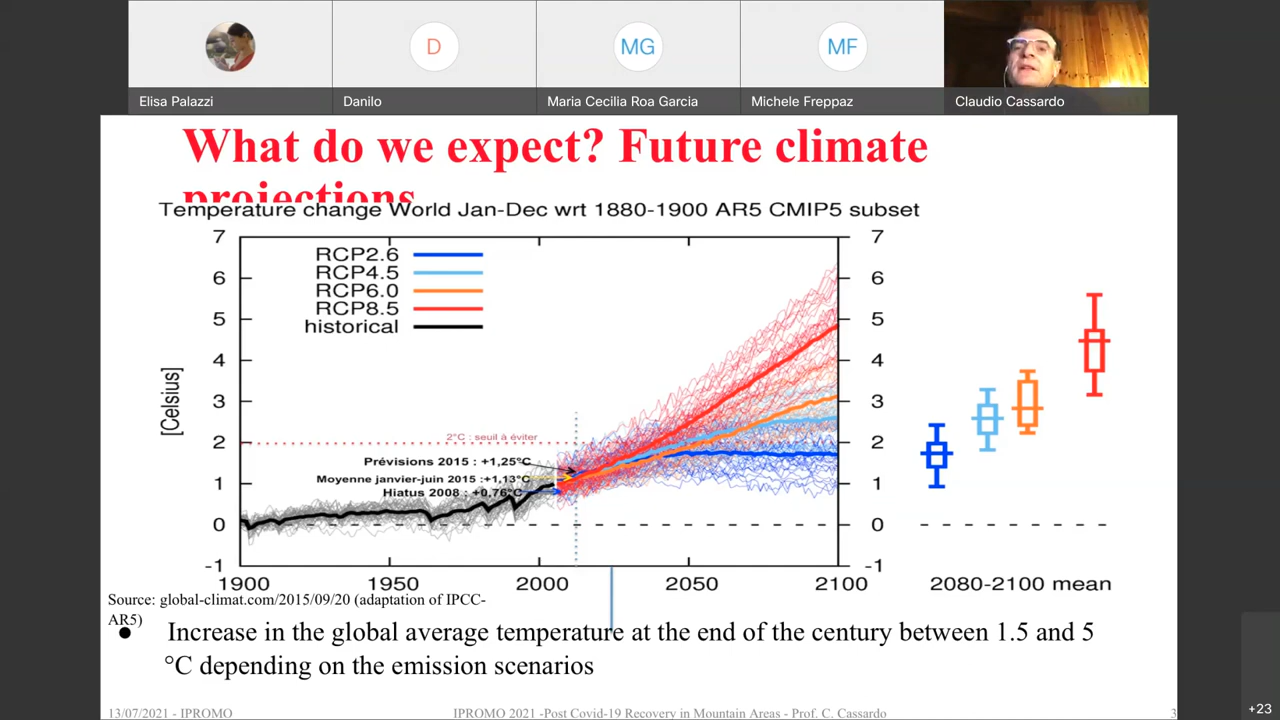 D
MG
MF
Elisa Palazzi
Danilo
Maria Cecilia Roa Garcia
Michele Freppaz
Claudio Cassardo
What do we expect? Future climate
projections
Temperature change World Jan-Dec wrt 1880-1900 AR5 CMIP5 subset
[Celsius]
7
6
5
4
3
2
1
0
-1
RCP2.6
RCP4.5
RCP6.0
RCP8.5
historical
2°C : seuil à éviter
Prévisions 2015 : +1,25°C
Moyenne janvier-juin 2015 :+1,13°C
Hiatus 2008 : +0,76°C
7
6
5
4
3
2
1
0
-1
1900
1950
2000
2050
2100
2080-2100 mean
Source: global-climat.com/2015/09/20 (adaptation of IPCC-
AR5)
● Increase in the global average temperature at the end of the century between 1.5 and 5
°C depending on the emission scenarios
13/07/2021 - IPROMO
IPROMO 2021 -Post Covid-19 Recovery in Mountain Areas - Prof. C. Cassardo
3
+23